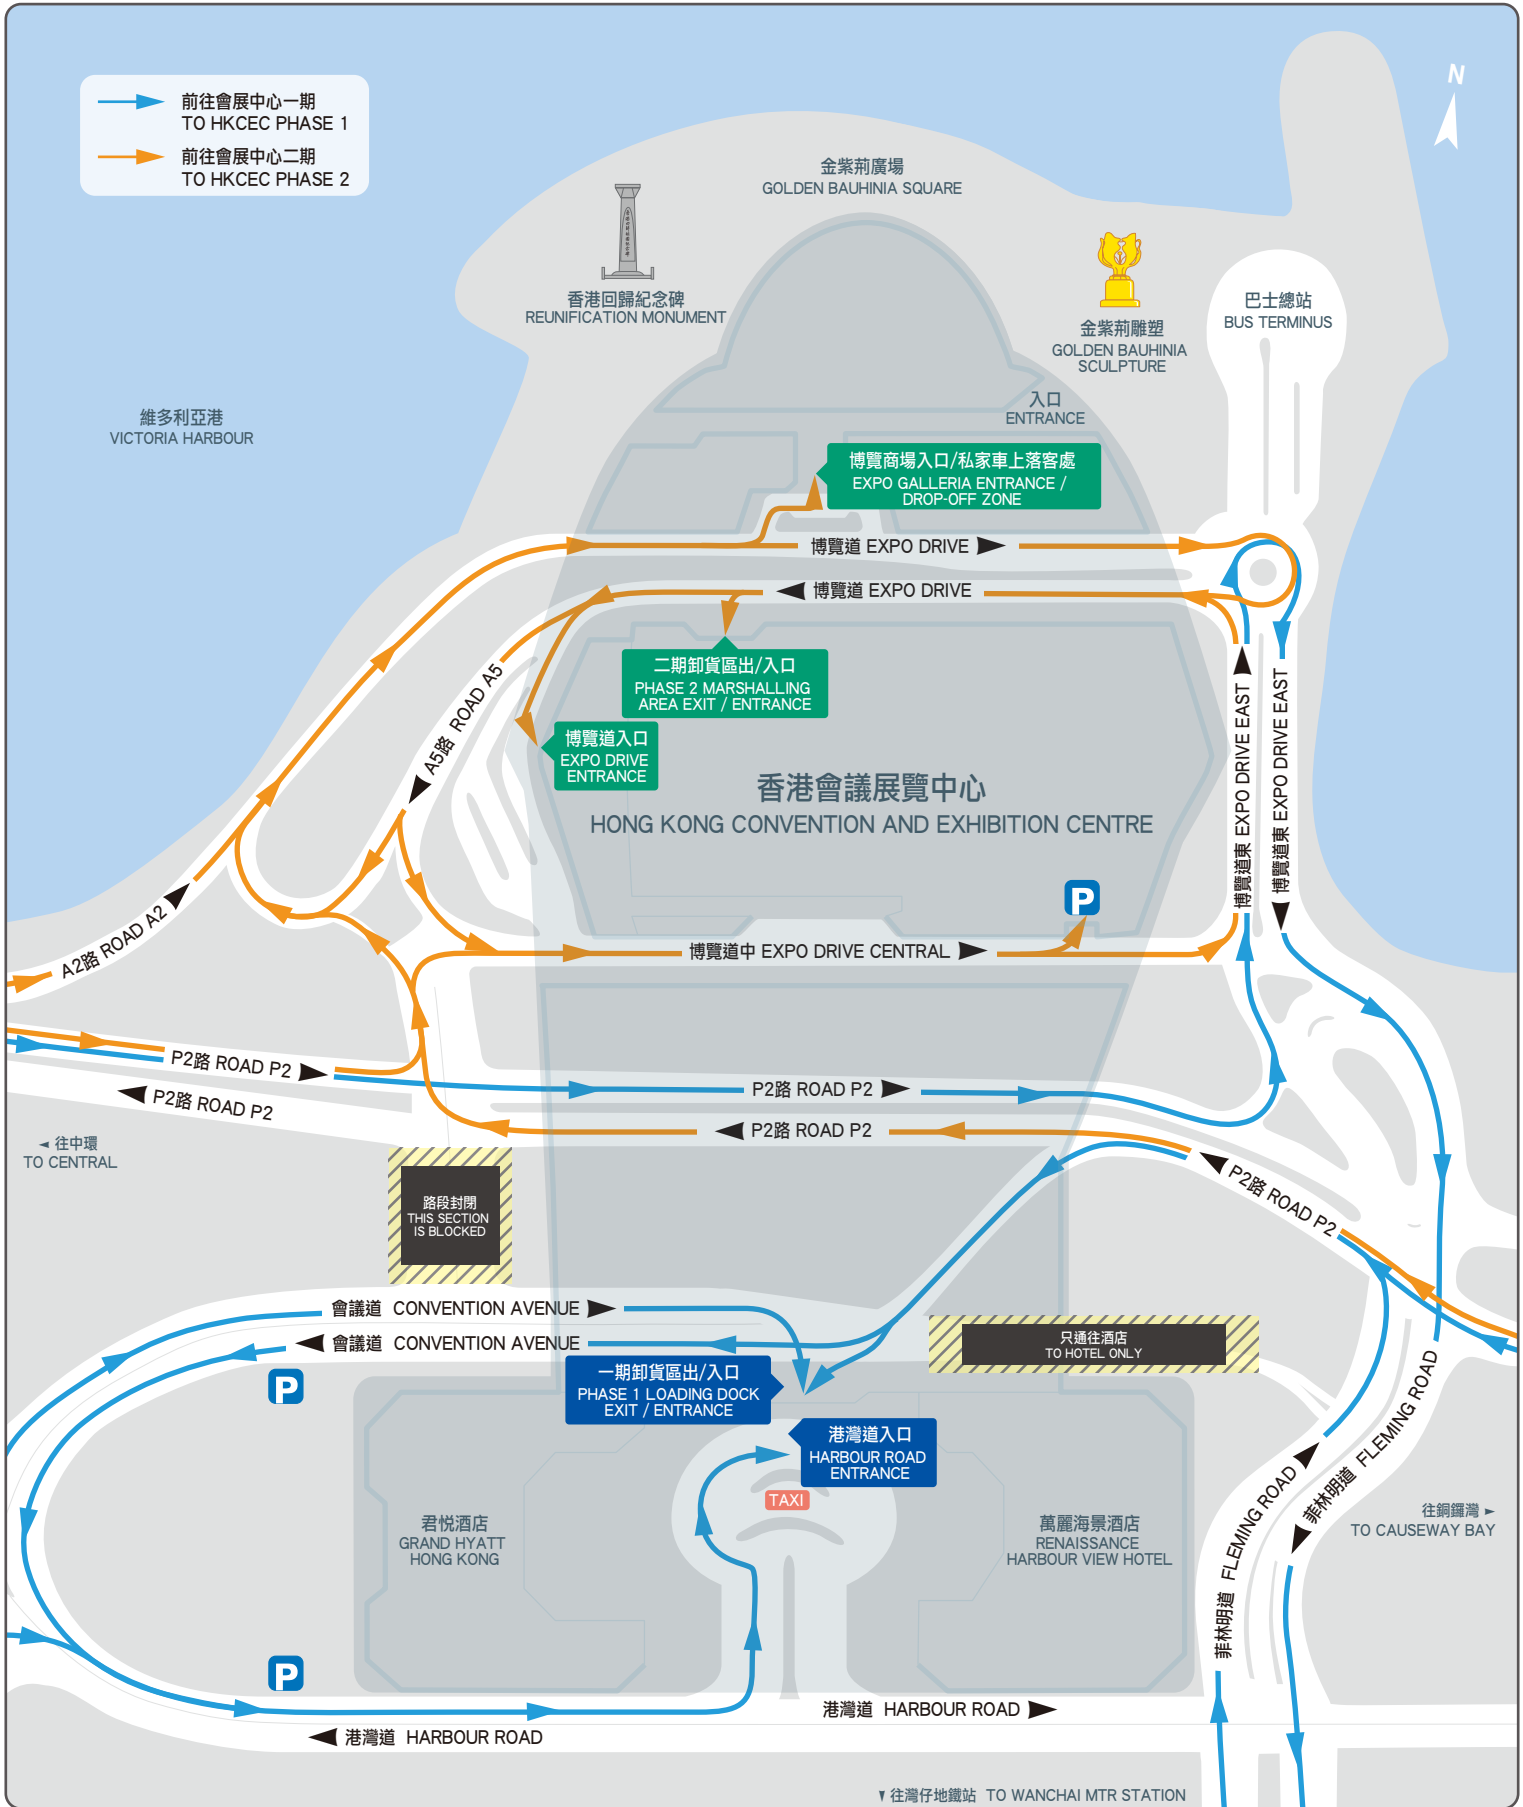 前往會展中心一期
TO HKCEC PHASE 1
前往會展中心二期
TO HKCEC PHASE 2
N
金紫荊廣場
GOLDEN BAUHINIA SQUARE
香港回歸紀念碑
REUNIFICATION MONUMENT
金紫荊雕塑
GOLDEN BAUHINIA
SCULPTURE
巴士總站
BUS TERMINUS
維多利亞港
VICTORIA HARBOUR
入口
ENTRANCE
博覽商場入口/私家車上落客處
EXPO GALLERIA ENTRANCE /
DROP-OFF ZONE
博覽道 EXPO DRIVE
博覽道 EXPO DRIVE
二期卸貨區出/入口
PHASE 2 MARSHALLING
AREA EXIT / ENTRANCE
A5路 ROAD A5
博覽道入口
EXPO DRIVE
ENTRANCE
博覽道東 EXPO DRIVE EAST
博覽道東 EXPO DRIVE EAST
香港會議展覽中心
HONG KONG CONVENTION AND EXHIBITION CENTRE
P
A2路 ROAD A2
博覽道中 EXPO DRIVE CENTRAL
P2路 ROAD P2
P2路 ROAD P2
P2路 ROAD P2
P2路 ROAD P2
P2路 ROAD P2
往中環
TO CENTRAL
路段封閉
THIS SECTION
IS BLOCKED
會議道 CONVENTION AVENUE
會議道 CONVENTION AVENUE
只通往酒店
TO HOTEL ONLY
P
一期卸貨區出/入口
PHASE 1 LOADING DOCK
EXIT / ENTRANCE
港灣道入口
HARBOUR ROAD
ENTRANCE
TAXI
君悅酒店
GRAND HYATT
HONG KONG
萬麗海景酒店
RENAISSANCE
HARBOUR VIEW HOTEL
菲林明道 FLEMING ROAD
菲林明道 FLEMING ROAD
往銅鑼灣
TO CAUSEWAY BAY
P
港灣道 HARBOUR ROAD
港灣道 HARBOUR ROAD
往灣仔地鐵站 TO WANCHAI MTR STATION